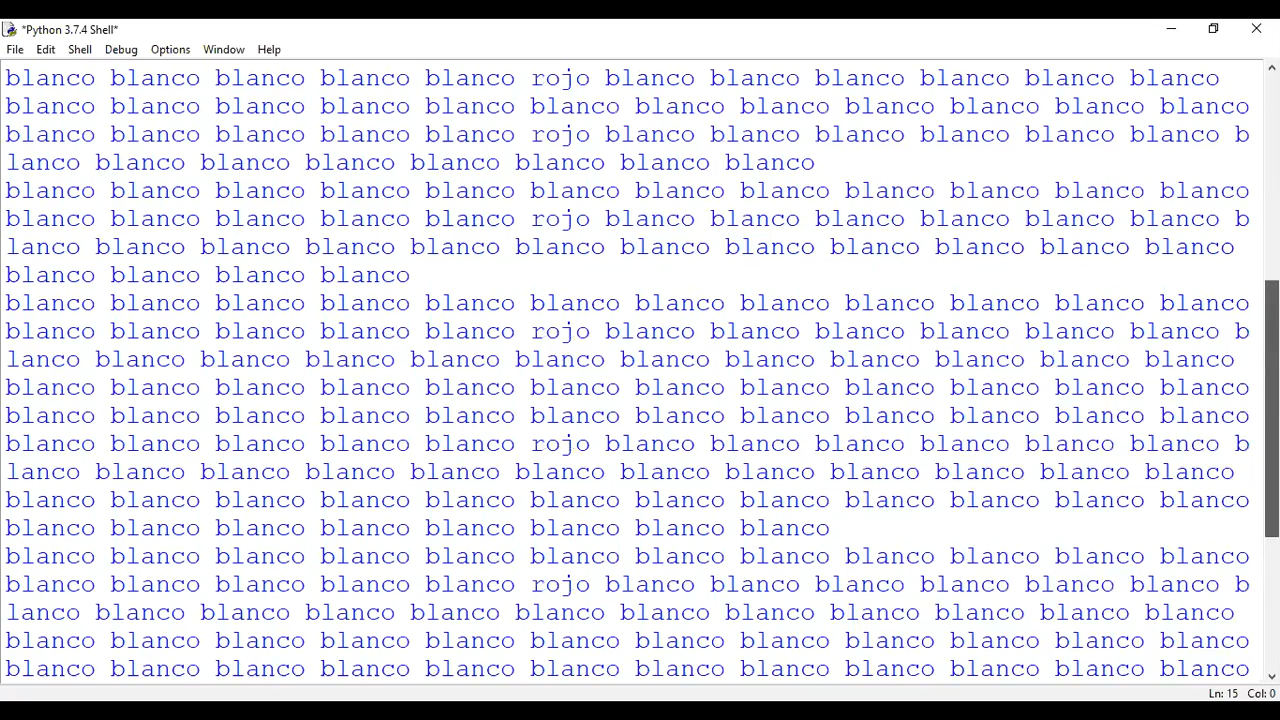 *Python 3.7.4 Shell*
File Edit Shell Debug Options Window Help
blanco blanco blanco blanco blanco rojo blanco blanco blanco blanco blanco blanco
blanco blanco blanco blanco blanco blanco blanco blanco blanco blanco blanco blanco
blanco blanco blanco blanco blanco rojo blanco blanco blanco blanco blanco blanco b
lanco blanco blanco blanco blanco blanco blanco blanco
blanco blanco blanco blanco blanco blanco blanco blanco blanco blanco blanco blanco
blanco blanco blanco blanco blanco rojo blanco blanco blanco blanco blanco blanco b
lanco blanco blanco blanco blanco blanco blanco blanco blanco blanco blanco blanco
blanco blanco blanco blanco
blanco blanco blanco blanco blanco blanco blanco blanco blanco blanco blanco blanco
blanco blanco blanco blanco blanco rojo blanco blanco blanco blanco blanco blanco b
lanco blanco blanco blanco blanco blanco blanco blanco blanco blanco blanco blanco
blanco blanco blanco blanco blanco blanco blanco blanco blanco blanco blanco blanco
blanco blanco blanco blanco blanco blanco blanco blanco blanco blanco blanco blanco
blanco blanco blanco blanco blanco rojo blanco blanco blanco blanco blanco blanco b
lanco blanco blanco blanco blanco blanco blanco blanco blanco blanco blanco blanco
blanco blanco blanco blanco blanco blanco blanco blanco blanco blanco blanco blanco
blanco blanco blanco blanco blanco blanco blanco blanco
blanco blanco blanco blanco blanco blanco blanco blanco blanco blanco blanco blanco
blanco blanco blanco blanco blanco rojo blanco blanco blanco blanco blanco blanco b
lanco blanco blanco blanco blanco blanco blanco blanco blanco blanco blanco blanco
blanco blanco blanco blanco blanco blanco blanco blanco blanco blanco blanco blanco
blanco blanco blanco blanco blanco blanco blanco blanco blanco blanco blanco blanco
Ln: 15 Col: 0